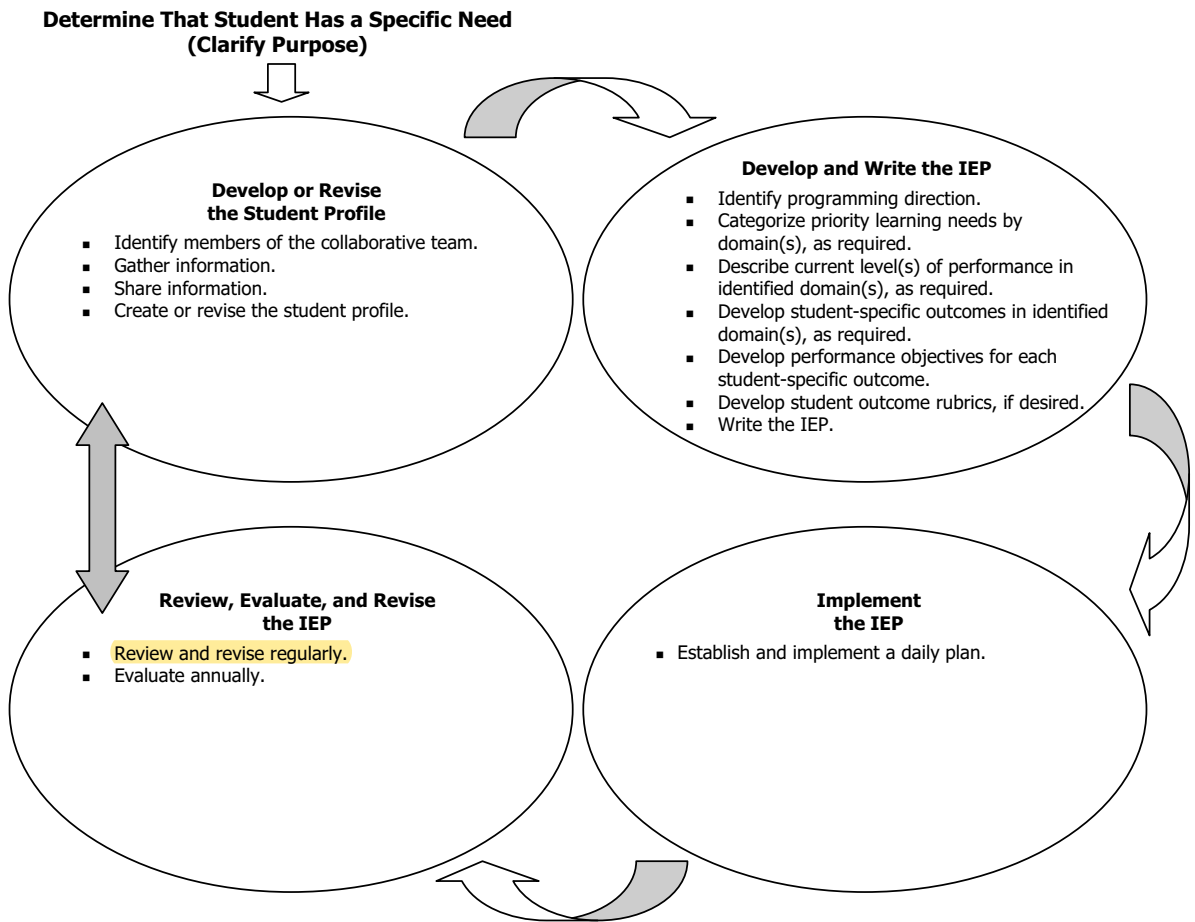 Determine That Student Has a Specific Need
(Clarify Purpose)
Develop or Revise
the Student Profile
▪ Identify members of the collaborative team.
▪ Gather information.
▪ Share information.
▪ Create or revise the student profile.
Develop and Write the IEP
▪ Identify programming direction.
▪ Categorize priority learning needs by
domain(s), as required.
▪ Describe current level(s) of performance in
identified domain(s), as required.
▪ Develop student-specific outcomes in identified
domain(s), as required.
▪ Develop performance objectives for each
student-specific outcome.
▪ Develop student outcome rubrics, if desired.
▪ Write the IEP.
Review, Evaluate, and Revise
the IEP
▪ Review and revise regularly.
▪ Evaluate annually.
Implement
the IEP
▪ Establish and implement a daily plan.